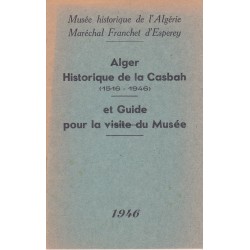 Musée historique de l'Algérie
Maréchal Franchet d'Esperey
Alger
Historique de la Casbah
(1516 - 1946)
et Guide
pour la visite du Musée
1946